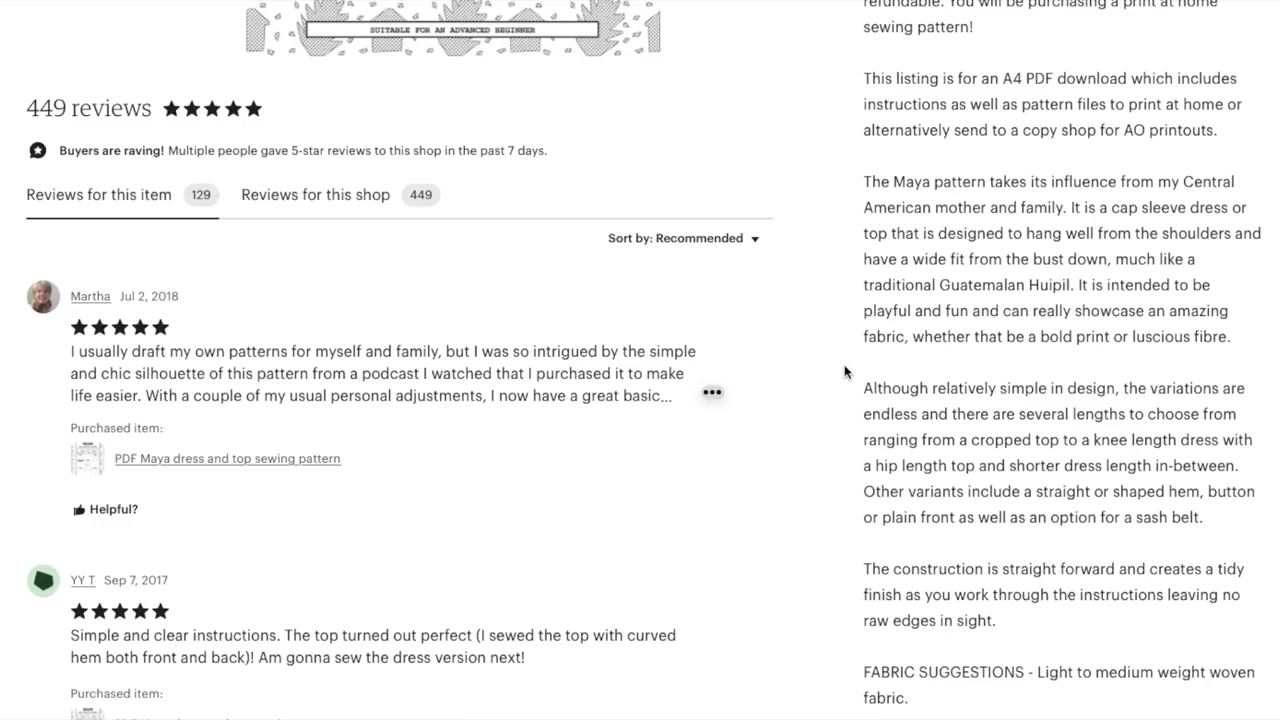 SUITABLE FOR AN ADVANCED BEGINNER
449 reviews
Buyers are raving! Multiple people gave 5-star reviews to this shop in the past 7 days.
Reviews for this item 129 Reviews for this shop 449
Sort by: Recommended
Martha Jul 2, 2018
I usually draft my own patterns for myself and family, but I was so intrigued by the simple
and chic silhouette of this pattern from a podcast I watched that I purchased it to make
life easier. With a couple of my usual personal adjustments, I now have a great basic...
Purchased item:
PDF Maya dress and top sewing pattern
Helpful?
YY T Sep 7, 2017
Simple and clear instructions. The top turned out perfect (I sewed the top with curved
hem both front and back)! Am gonna sew the dress version next!
Purchased item:
refundable. You will be purchasing a print at home
sewing pattern!
This listing is for an A4 PDF download which includes
instructions as well as pattern files to print at home or
alternatively send to a copy shop for AO printouts.
The Maya pattern takes its influence from my Central
American mother and family. It is a cap sleeve dress or
top that is designed to hang well from the shoulders and
have a wide fit from the bust down, much like a
traditional Guatemalan Huipil. It is intended to be
playful and fun and can really showcase an amazing
fabric, whether that be a bold print or luscious fibre.
Although relatively simple in design, the variations are
endless and there are several lengths to choose from
ranging from a cropped top to a knee length dress with
a hip length top and shorter dress length in-between.
Other variants include a straight or shaped hem, button
or plain front as well as an option for a sash belt.
The construction is straight forward and creates a tidy
finish as you work through the instructions leaving no
raw edges in sight.
FABRIC SUGGESTIONS - Light to medium weight woven
fabric.